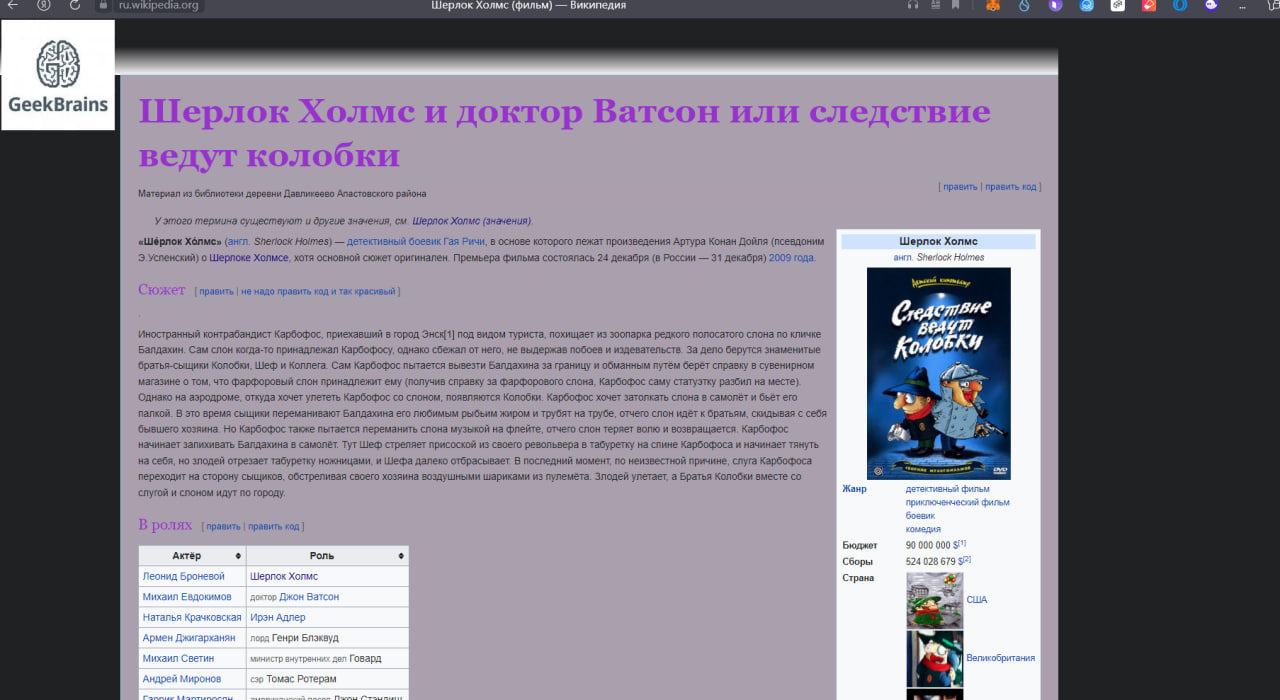 ru.wikipedia.org
Шерлок Холмс (фильм) — Википедия
GeekBrains
Шерлок Холмс и доктор Ватсон или следствие
ведут колобки
[ править | править код ]
Материал из библиотеки деревни Давликеево Апастовского района
У этого термина существуют и другие значения, см. Шерлок Холмс (значения).
«Шéрлок Хóлмс» (англ. Sherlock Holmes) — детективный боевик Гая Ричи, в основе которого лежат произведения Артура Конан Дойля (псевдоним
Э.Успенский) о Шерлоке Холмсе, хотя основной сюжет оригинален. Премьера фильма состоялась 24 декабря (в России — 31 декабря) 2009 года.
Сюжет [ править | не надо править код и так красивый ]
.
Иностранный контрабандист Карбофос, приехавший в город Энск[1] под видом туриста, похищает из зоопарка редкого полосатого слона по кличке
Балдахин. Сам слон когда-то принадлежал Карбофосу, однако сбежал от него, не выдержав побоев и издевательств. За дело берутся знаменитые
братья-сыщики Колобки, Шеф и Коллега. Сам Карбофос пытается вывезти Балдахина за границу и обманным путём берёт справку в сувенирном
магазине о том, что фарфоровый слон принадлежит ему (получив справку за фарфорового слона, Карбофос саму статуэтку разбил на месте).
Однако на аэродроме, откуда хочет улететь Карбофос со слоном, появляются Колобки. Карбофос хочет затолкать слона в самолёт и бьёт его
палкой. В это время сыщики переманивают Балдахина его любимым рыбьим жиром и трубят на трубе, отчего слон идёт к братьям, скидывая с себя
бывшего хозяина. Но Карбофос также пытается переманить слона музыкой на флейте, отчего слон теряет волю и возвращается. Карбофос
начинает запихивать Балдахина в самолёт. Тут Шеф стреляет присоской из своего револьвера в табуретку на спине Карбофоса и начинает тянуть
на себя, но злодей отрезает табуретку ножницами, и Шефа далеко отбрасывает. В последний момент, по неизвестной причине, слуга Карбофоса
переходит на сторону сыщиков, обстреливая своего хозяина воздушными шариками из пулемёта. Злодей улетает, а Братья Колобки вместе со
слугой и слоном идут по городу.
В ролях [ править | править код ]
Актёр Роль
Леонид Броневой Шерлок Холмс
Михаил Евдокимов доктор Джон Ватсон
Наталья Крачковская Ирэн Адлер
Армен Джигарханян лорд Генри Блэквуд
Михаил Светин министр внутренних дел Говард
Андрей Миронов сэр Томас Ротерам
Гаррик Мартиросян американский посол Джон Стэндиш
Шерлок Холмс
англ. Sherlock Holmes
Детский кинотеатр
Следствие
ведут
Колобки
сборник мультфильмов
DVD
Жанр детективный фильм
приключенческий фильм
боевик
комедия
Бюджет 90 000 000 $[1]
Сборы 524 028 679 $[2]
Страна США
Великобритания